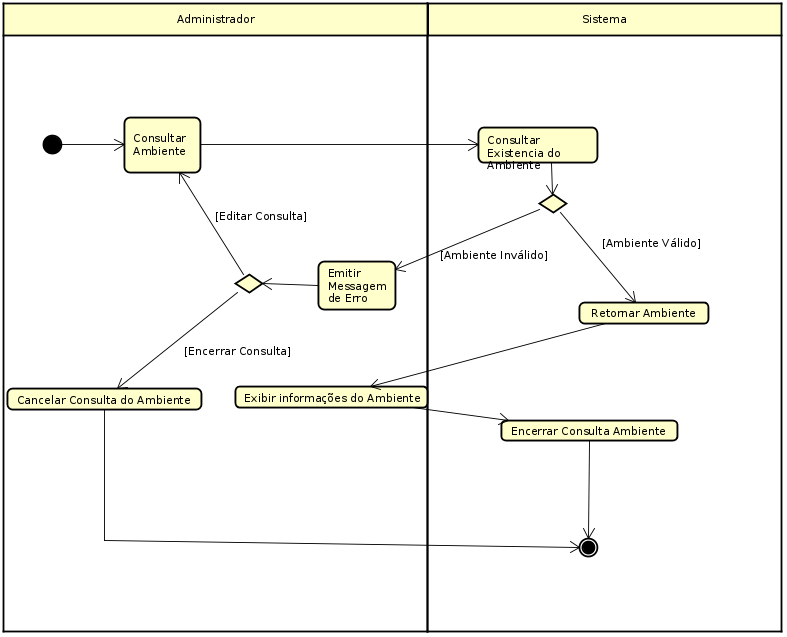 Administrador
Sistema
Consultar
Ambiente
Consultar
Existencia do
Ambiente
[Editar Consulta]
[Ambiente Válido]
[Ambiente Inválido]
Emitir
Messagem
de Erro
Retornar Ambiente
[Encerrar Consulta]
Cancelar Consulta do Ambiente
Exibir informações do Ambiente
Encerrar Consulta Ambiente